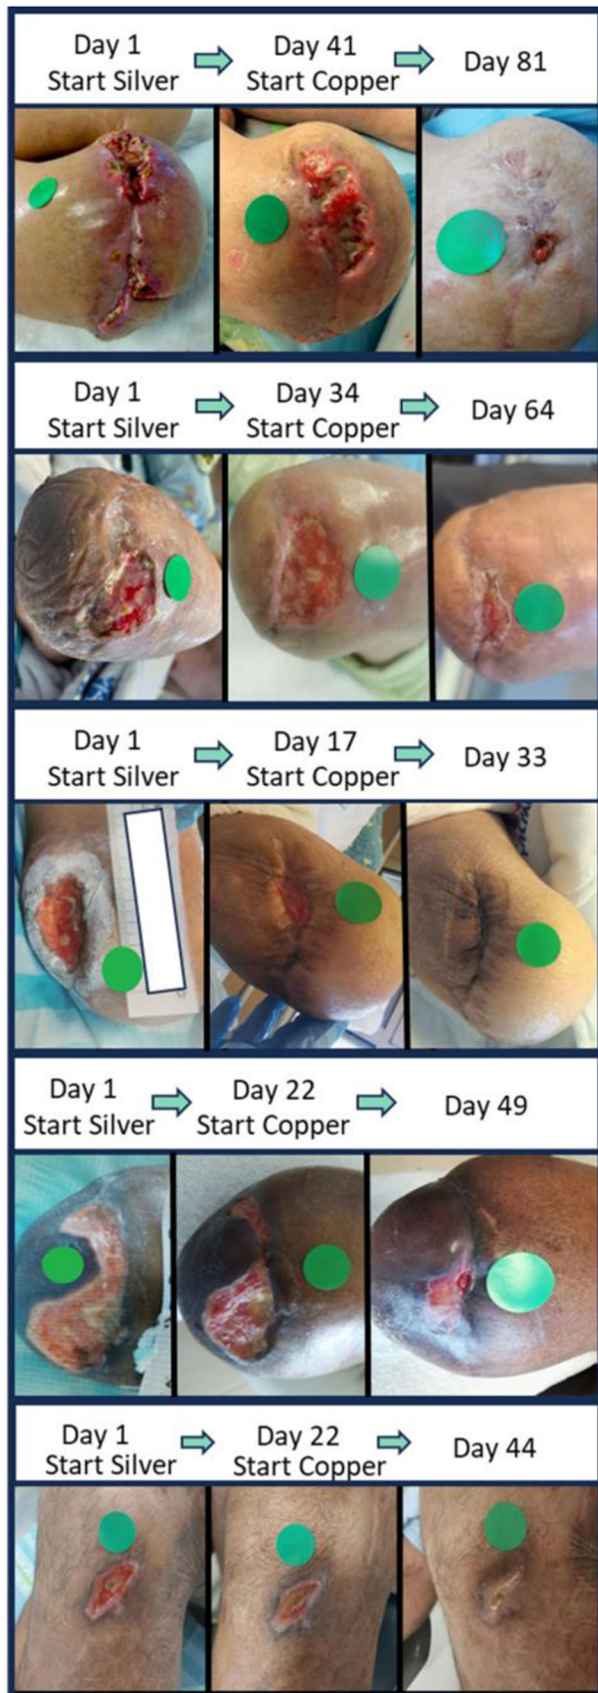 Day 1
Start Silver
Day 41
Start Copper
Day 81
Day 1
Start Silver
Day 34
Start Copper
Day 64
Day 1
Start Silver
Day 17
Start Copper
Day 33
Day 1
Start Silver
Day 22
Start Copper
Day 49
Day 1
Start Silver
Day 22
Start Copper
Day 44